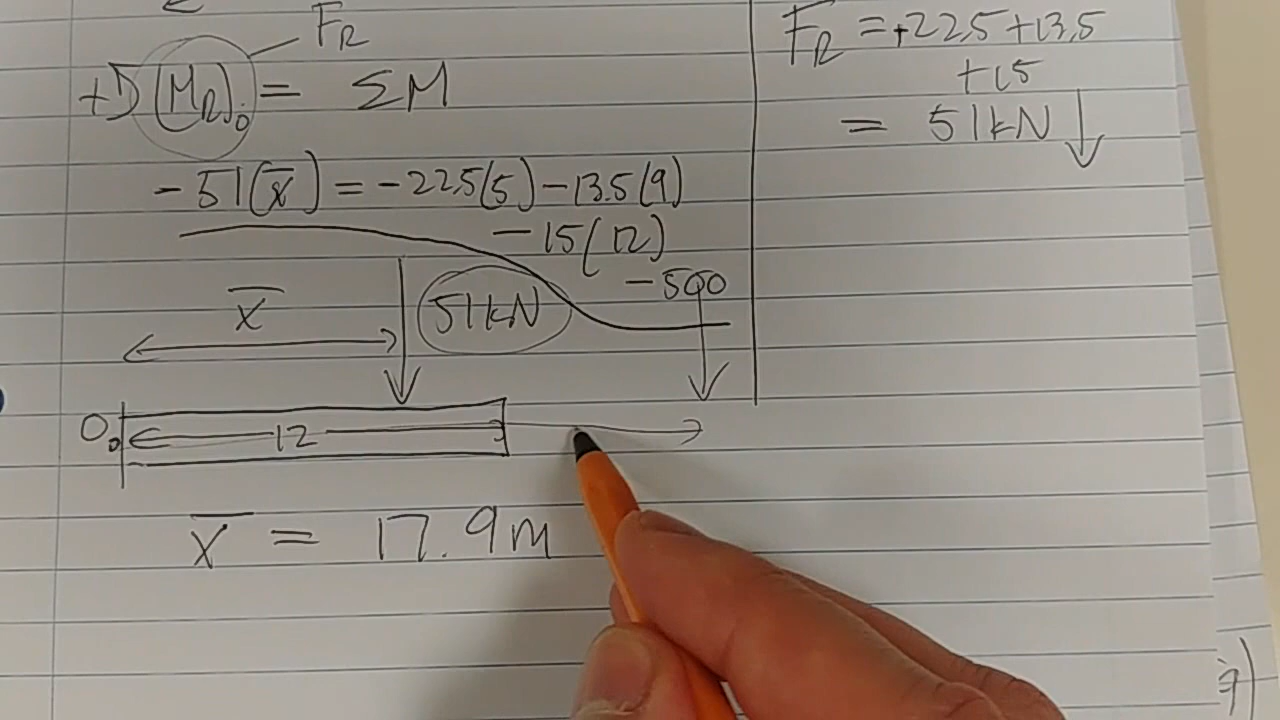 F_R
+↺(M_R)_o = ΣM
-51(x̅) = -22.5(5)-13.5(9)
-15(12)
-500
x̅
51kN
O
12
x̅ = 17.9m
F_R = +22.5+13.5
+15
= 51kN ↓